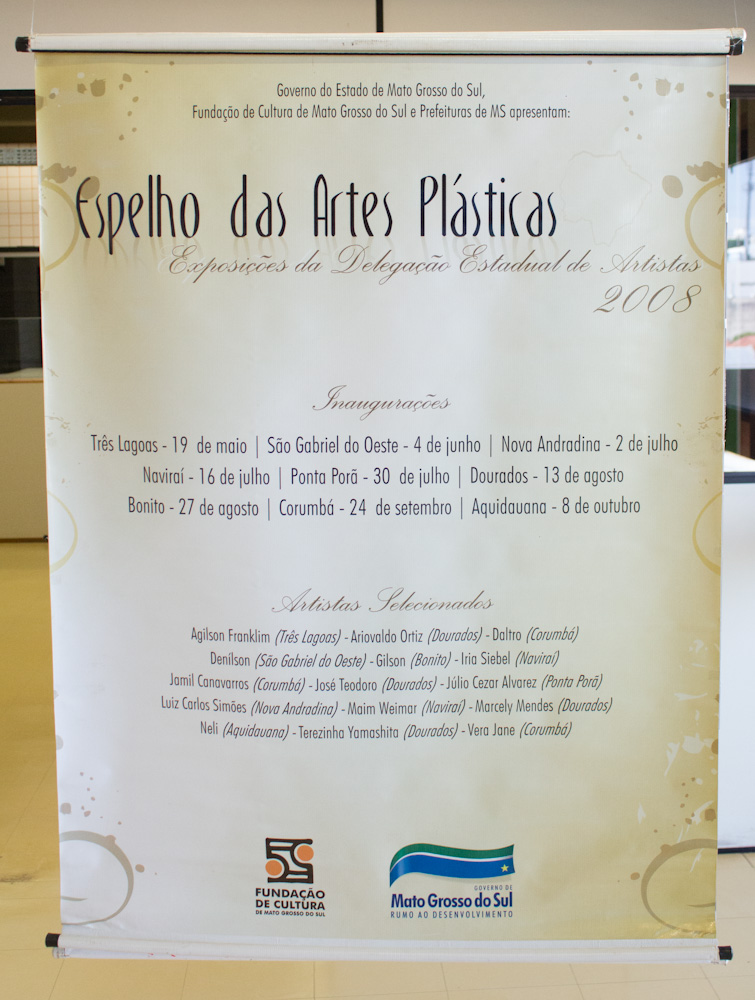 Governo do Estado de Mato Grosso do Sul,
Fundação de Cultura de Mato Grosso do Sul e Prefeituras de MS apresentam:
Espelho das Artes Plásticas
Exposições da Delegação Estadual de Artistas
2008
Inaugurações
Três Lagoas - 19 de maio | São Gabriel do Oeste - 4 de junho | Nova Andradina - 2 de julho
Naviraí - 16 de julho | Ponta Porã - 30 de julho | Dourados - 13 de agosto
Bonito - 27 de agosto | Corumbá - 24 de setembro | Aquidauana - 8 de outubro
Artistas Selecionados
Agilson Franklim (Três Lagoas) - Ariovaldo Ortiz (Dourados) - Daltro (Corumbá)
Denílson (São Gabriel do Oeste) - Gilson (Bonito) - Iria Siebel (Naviraí)
Jamil Canavarros (Corumbá) - José Teodoro (Dourados) - Júlio Cezar Alvarez (Ponta Porã)
Luiz Carlos Simões (Nova Andradina) - Maim Weimar (Naviraí) - Marcely Mendes (Dourados)
Neli (Aquidauana) - Terezinha Yamashita (Dourados) - Vera Jane (Corumbá)
FUNDAÇÃO
DE CULTURA
DE MATO GROSSO DO SUL
GOVERNO DE
Mato Grosso do Sul
RUMO AO DESENVOLVIMENTO